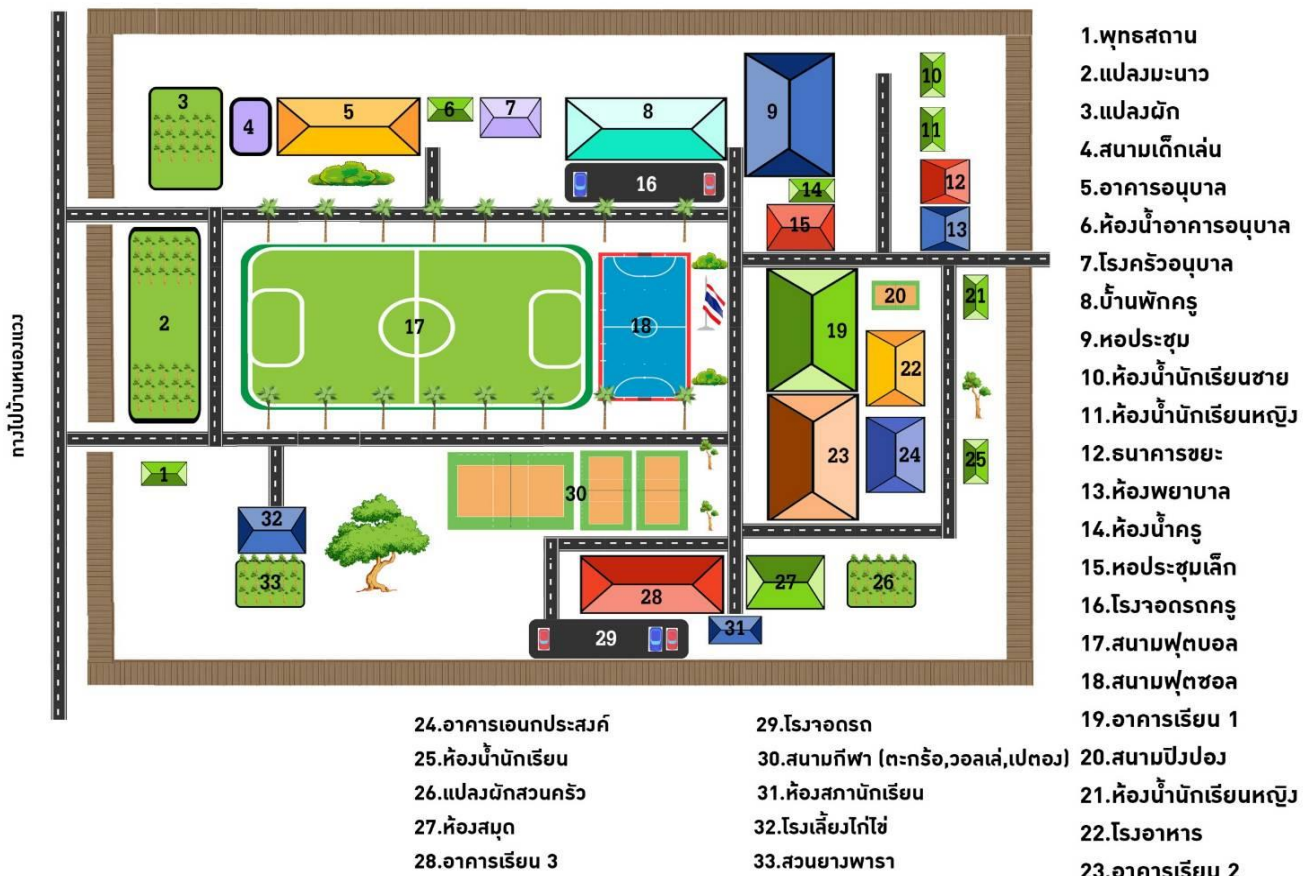 ทางไปบ้านหนองแวง
3
4
5
6
7
8
16
9
10
11
12
13
14
15
2
17
18
19
20
21
22
23
24
25
1
30
32
33
28
27
26
29
31
1.พุทธสถาน
2.แปลงมะนาว
3.แปลงผัก
4.สนามเด็กเล่น
5.อาคารอนุบาล
6.ห้องน้ำอาคารอนุบาล
7.โรงครัวอนุบาล
8.บ้านพักครู
9.หอประชุม
10.ห้องน้ำนักเรียนชาย
11.ห้องน้ำนักเรียนหญิง
12.ธนาคารขยะ
13.ห้องพยาบาล
14.ห้องน้ำครู
15.หอประชุมเล็ก
16.โรงจอดรถครู
17.สนามฟุตบอล
18.สนามฟุตซอล
19.อาคารเรียน 1
20.สนามปิงปอง
21.ห้องน้ำนักเรียนหญิง
22.โรงอาหาร
23.อาคารเรียน 2
24.อาคารเอนกประสงค์
25.ห้องน้ำนักเรียน
26.แปลงผักสวนครัว
27.ห้องสมุด
28.อาคารเรียน 3
29.โรงจอดรถ
30.สนามกีฬา (ตะกร้อ,วอลเล่,เปตอง)
31.ห้องสภานักเรียน
32.โรงเลี้ยงไก่ไข่
33.สวนยางพารา